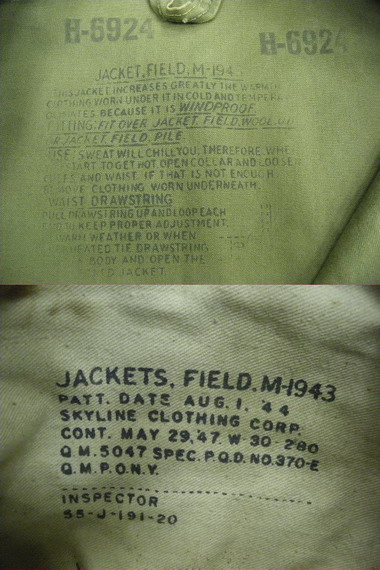 H-6924
H-6924
JACKET, FIELD, M-194
THIS JACKET INCREASES GREATLY THE WARMTH
CLOTHING WORN UNDER IT IN COLD AND
BECAUSE IT IS WINDPROOF.
FITTING: FIT OVER JACKET, FIELD, WOOL, O
R JACKET, FIELD, PILE.
USE: SWEAT WILL CHILL YOU, THEREFORE, WHE
START TO GET HOT OPEN COLLAR AND LOOSEN
AND WAIST. IF THAT IS NOT ENOUGH
REMOVE CLOTHING WORN UNDERNEATH.
WAIST DRAWSTRING
PULL DRAWSTRING UP AND LOOP EACH
END TO KEEP PROPER ADJUSTMENT.
WARM WEATHER OR WHEN
HEATED TIE DRAWSTRING
BODY AND OPEN THE
JACKET.
JACKETS, FIELD, M-1943
PATT. DATE AUG. 1, '44
SKYLINE CLOTHING CORP.
CONT. MAY 29,'47 W-30-280
Q.M. 5047 SPEC. P.Q.D. NO. 370-E
Q.M.P.O.N.Y.
INSPECTOR
55-J-191-20